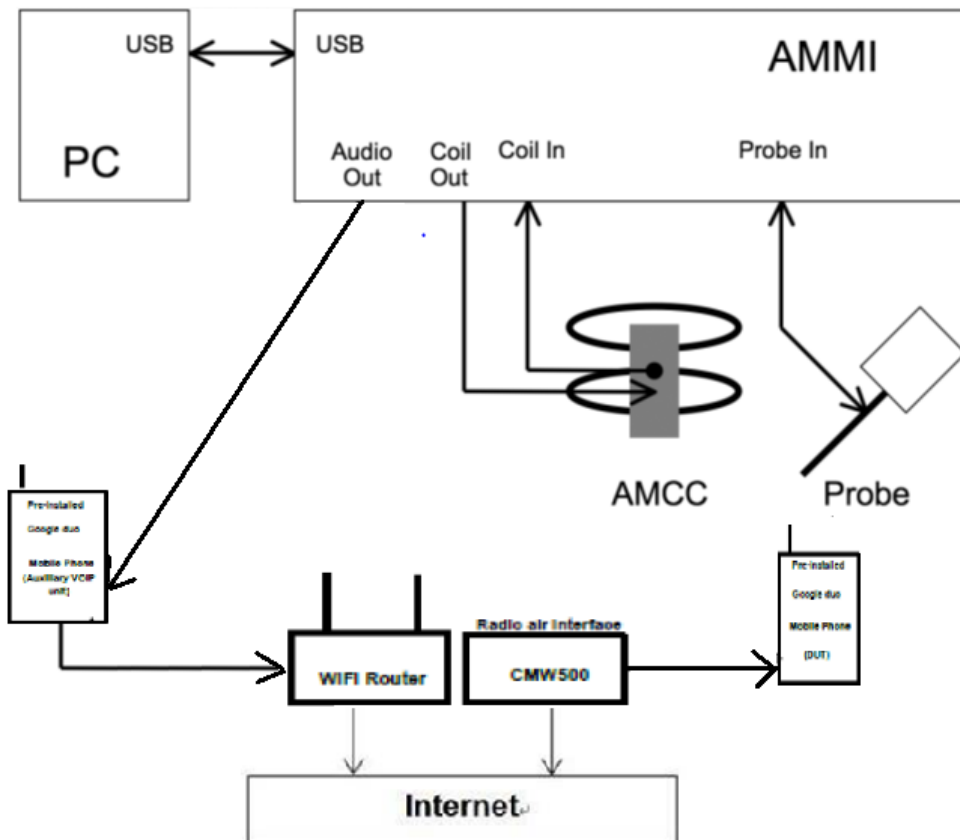 USB
USB
AMMI
PC
Audio
Out
Coil
Out
Coil In
Probe In
AMCC
Probe
Pre-installed
Google duo
Mobile Phone
(Auxiliary VOIP
unit)
Pre-installed
Google duo
Mobile Phone
(DUT)
WIFI Router
Radio air Interface
CMW500
Internet